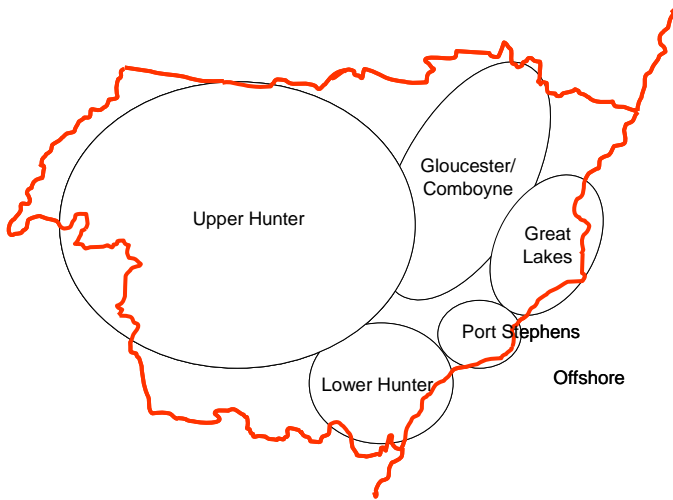 Gloucester/
Comboyne
Upper Hunter
Great
Lakes
Port Stephens
Lower Hunter
Offshore